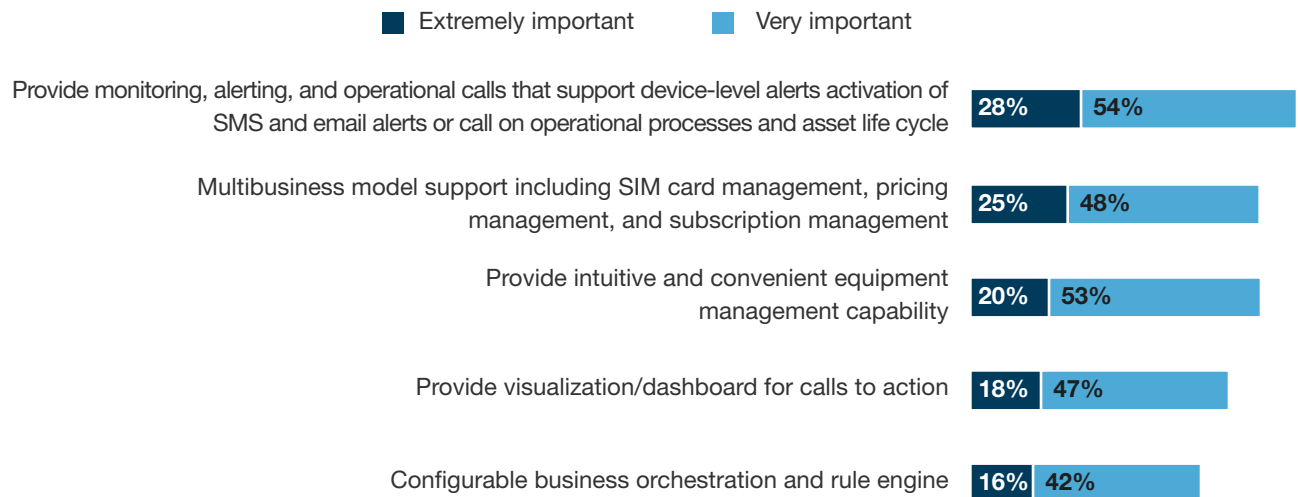 Extremely important
Very important
Provide monitoring, alerting, and operational calls that support device-level alerts activation of
SMS and email alerts or call on operational processes and asset life cycle
28%
54%
Multibusiness model support including SIM card management, pricing
management, and subscription management
25%
48%
Provide intuitive and convenient equipment
management capability
20%
53%
Provide visualization/dashboard for calls to action
18%
47%
Configurable business orchestration and rule engine
16%
42%